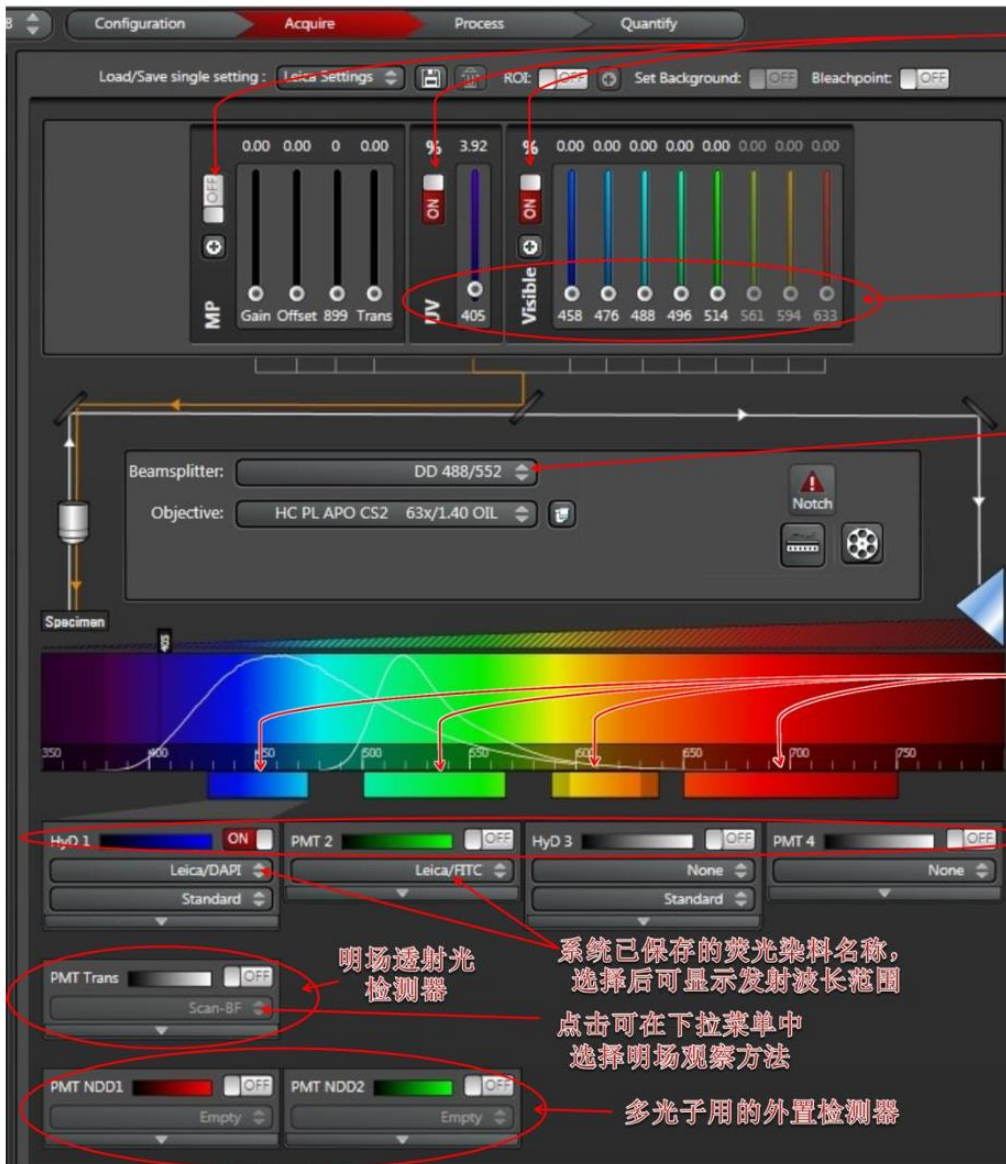 8 Configuration Acquire Process Quantify
Load/Save single setting : Leica Settings ROI: OFF Set Background: OFF Bleachpoint: OFF
0.00 0.00 0 0.00 % 3.92 % 0.00 0.00 0.00 0.00 0.00 0.00 0.00 0.00
OFF ON ON
MP UV Visible
Gain Offset 899 Trans 405 458 476 488 496 514 561 594 633
Beamsplitter: DD 488/552
Notch
Objective: HC PL APO CS2 63x/1.40 OIL
Specimen
405
350 400 450 500 550 600 650 700 750
HyD 1 ON PMT 2 OFF HyD 3 OFF PMT 4 OFF
Leica/DAPI Leica/FITC None None
Standard Standard
系统已保存的荧光染料名称，
选择后可显示发射波长范围
明场透射光
检测器
PMT Trans OFF
Scan-BF
点击可在下拉菜单中
选择明场观察方法
PMT NDD1 OFF PMT NDD2 OFF
Empty Empty
多光子用的外置检测器